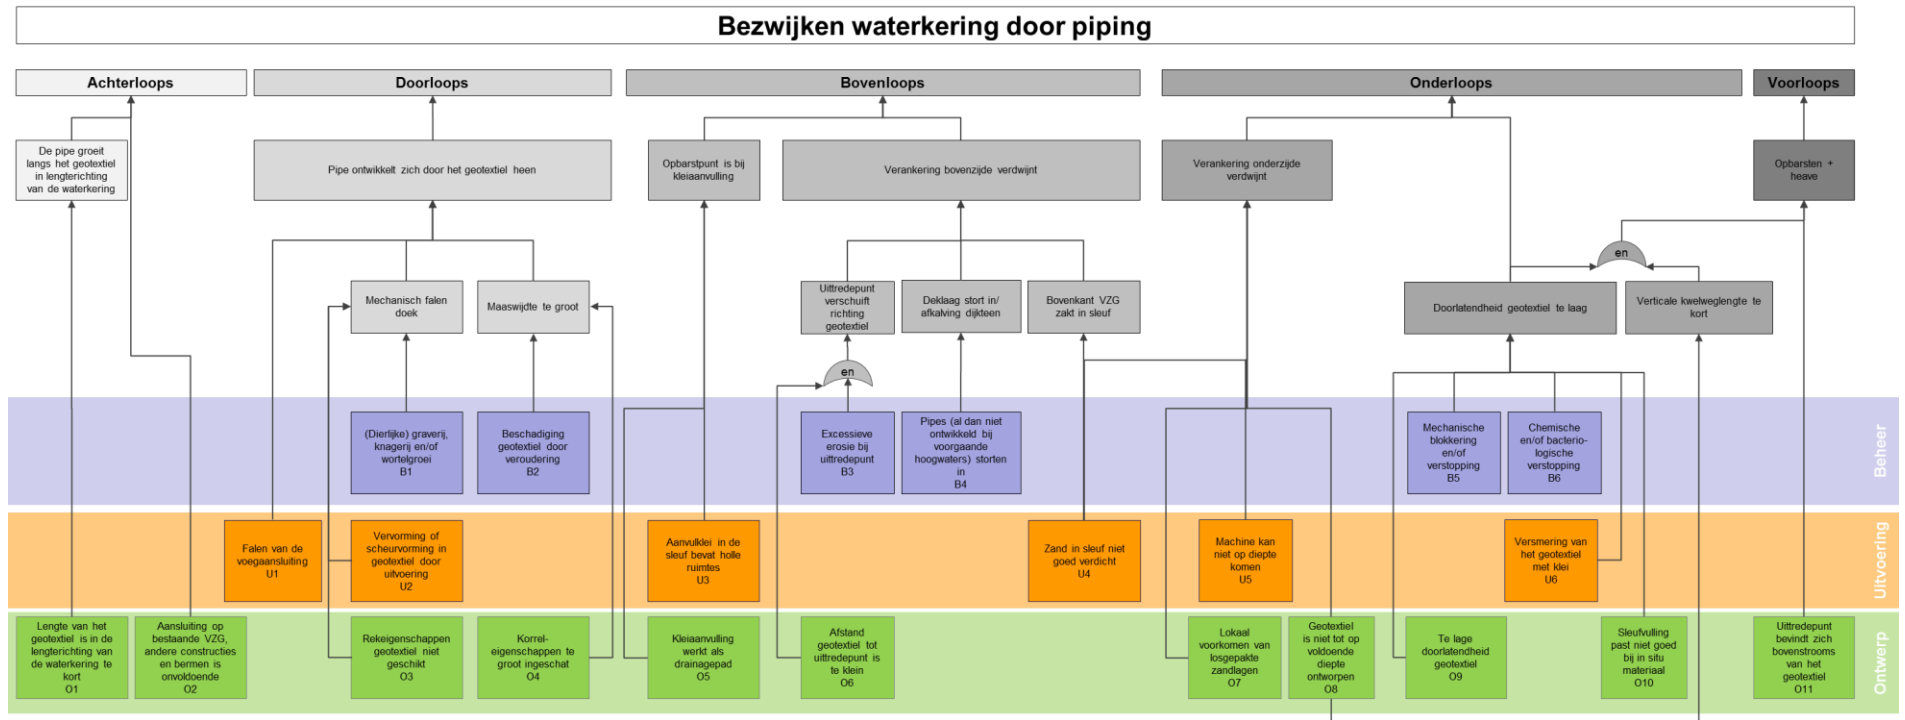 Bezwijken waterkering door piping
Achterloops
Doorloops
Bovenloops
Onderloops
Voorloops
De pipe groeit
langs het geotextiel
in lengterichting
van de waterkering
Pipe ontwikkelt zich door het geotextiel heen
Opbarstpunt is bij
kleiaanvulling
Verankering bovenzijde verdwijnt
Verankering onderzijde
verdwijnt
Opbarsten +
heave
en
Mechanisch falen
doek
Maaswijdte te groot
Uittredepunt
verschuift
richting
geotextiel
Deklaag stort in/
afkalving dijkteen
Bovenkant VZG
zakt in sleuf
Doorlatendheid geotextiel te laag
Verticale kwelweglengte te
kort
en
(Dierlijke) graverij,
knagerij en/of
wortelgroei
B1
Beschadiging
geotextiel door
veroudering
B2
Excessieve
erosie bij
uittredepunt
B3
Pipes (al dan niet
ontwikkeld bij
voorgaande
hoogwaters) storten
in
B4
Mechanische
blokkering
en/of
verstopping
B5
Chemische
en/of bacterio-
logische
verstopping
B6
Beheer
Falen van de
voegaansluiting
U1
Vervorming of
scheurvorming in
geotextiel door
uitvoering
U2
Aanvulklei in de
sleuf bevat holle
ruimtes
U3
Zand in sleuf niet
goed verdicht
U4
Machine kan
niet op diepte
komen
U5
Versmering van
het geotextiel
met klei
U6
Uitvoering
Lengte van het
geotextiel is in de
lengterichting van
de waterkering te
kort
O1
Aansluiting op
bestaande VZG,
andere constructies
en bermen is
onvoldoende
O2
Rekeigenschappen
geotextiel niet
geschikt
O3
Korrel-
eigenschappen te
groot ingeschat
O4
Kleiaanvulling
werkt als
drainagepad
O5
Afstand
geotextiel tot
uittredepunt is
te klein
O6
Lokaal
voorkomen van
losgepakte
zandlagen
O7
Geotextiel
is niet tot op
voldoende
diepte
ontworpen
O8
Te lage
doorlatendheid
geotextiel
O9
Sleufvulling
past niet goed
bij in situ
materiaal
O10
Uittredepunt
bevindt zich
bovenstrooms
van het
geotextiel
O11
Ontwerp